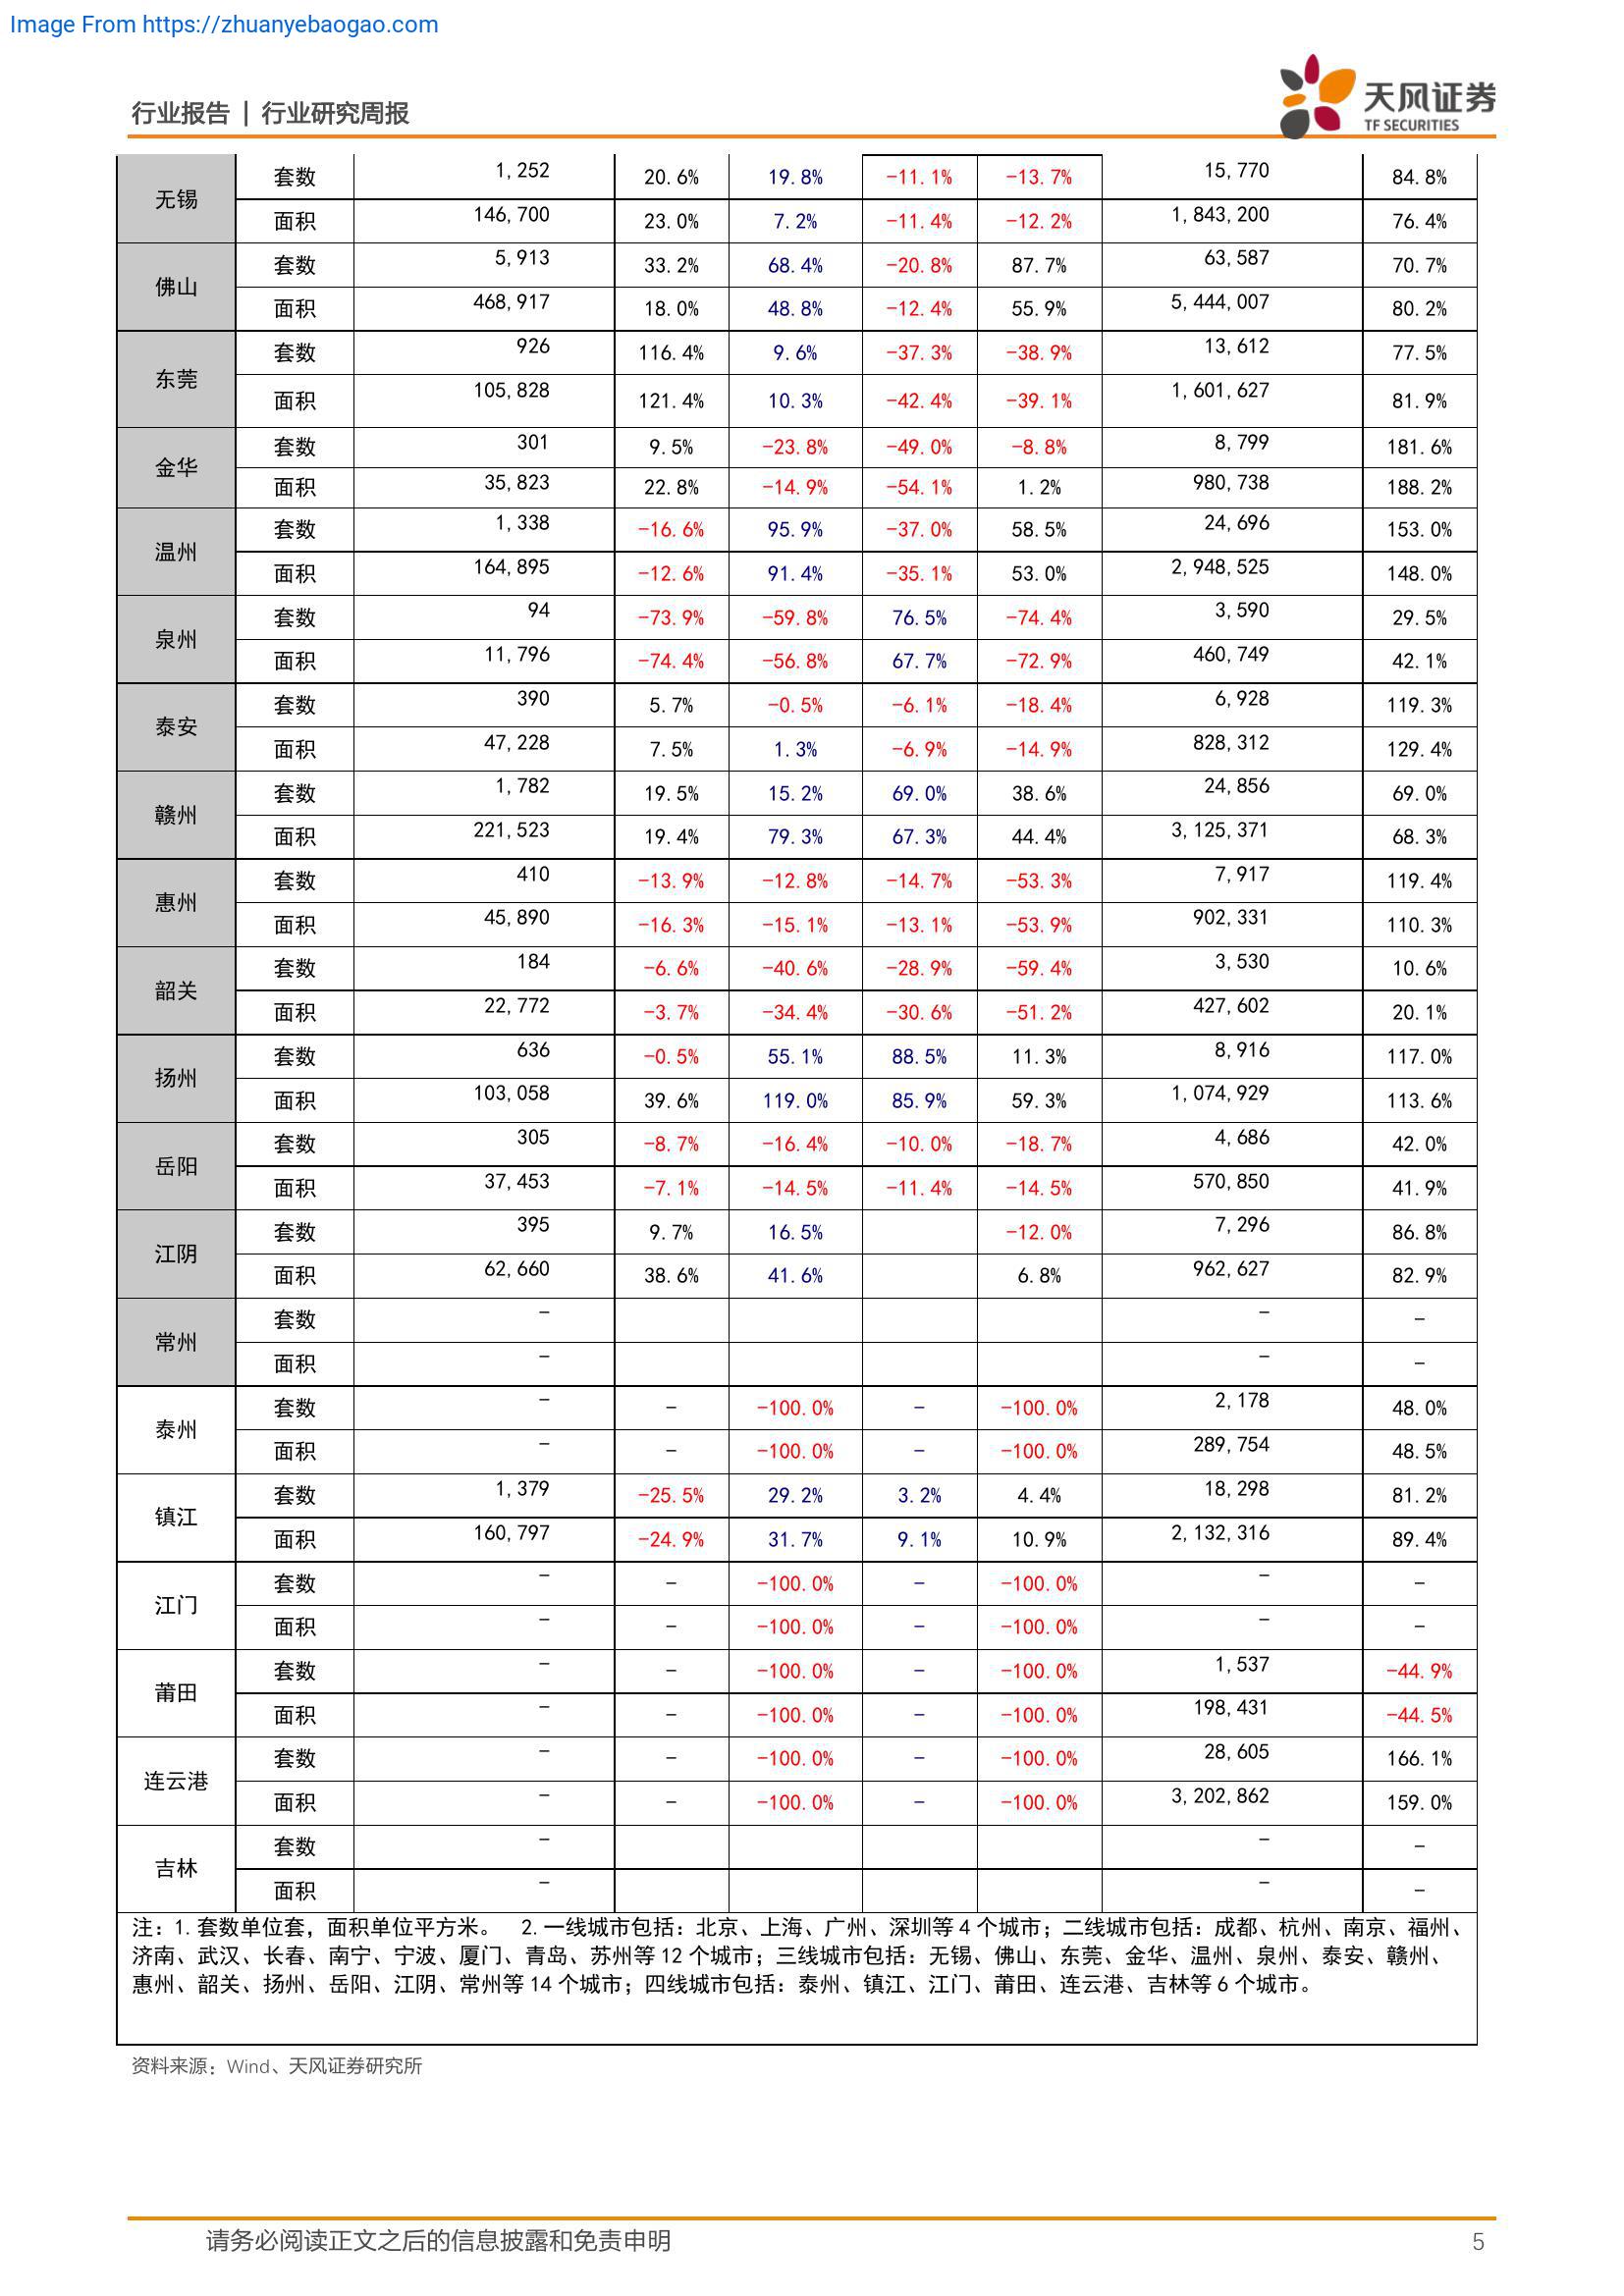 Image From https://zhuanyebaogao.com
行业报告 | 行业研究周报
天风证券
TF SECURITIES
无锡 套数 1,252 20.6% 19.8% -11.1% -13.7% 15,770 84.8%
面积 146,700 23.0% 7.2% -11.4% -12.2% 1,843,200 76.4%
佛山 套数 5,913 33.2% 68.4% -20.8% 87.7% 63,587 70.7%
面积 468,917 18.0% 48.8% -12.4% 55.9% 5,444,007 80.2%
东莞 套数 926 116.4% 9.6% -37.3% -38.9% 13,612 77.5%
面积 105,828 121.4% 10.3% -42.4% -39.1% 1,601,627 81.9%
金华 套数 301 9.5% -23.8% -49.0% -8.8% 8,799 181.6%
面积 35,823 22.8% -14.9% -54.1% 1.2% 980,738 188.2%
温州 套数 1,338 -16.6% 95.9% -37.0% 58.5% 24,696 153.0%
面积 164,895 -12.6% 91.4% -35.1% 53.0% 2,948,525 148.0%
泉州 套数 94 -73.9% -59.8% 76.5% -74.4% 3,590 29.5%
面积 11,796 -74.4% -56.8% 67.7% -72.9% 460,749 42.1%
泰安 套数 390 5.7% -0.5% -6.1% -18.4% 6,928 119.3%
面积 47,228 7.5% 1.3% -6.9% -14.9% 828,312 129.4%
赣州 套数 1,782 19.5% 15.2% 69.0% 38.6% 24,856 69.0%
面积 221,523 19.4% 79.3% 67.3% 44.4% 3,125,371 68.3%
惠州 套数 410 -13.9% -12.8% -14.7% -53.3% 7,917 119.4%
面积 45,890 -16.3% -15.1% -13.1% -53.9% 902,331 110.3%
韶关 套数 184 -6.6% -40.6% -28.9% -59.4% 3,530 10.6%
面积 22,772 -3.7% -34.4% -30.6% -51.2% 427,602 20.1%
扬州 套数 636 -0.5% 55.1% 88.5% 11.3% 8,916 117.0%
面积 103,058 39.6% 119.0% 85.9% 59.3% 1,074,929 113.6%
岳阳 套数 305 -8.7% -16.4% -10.0% -18.7% 4,686 42.0%
面积 37,453 -7.1% -14.5% -11.4% -14.5% 570,850 41.9%
江阴 套数 395 9.7% 16.5% -12.0% 7,296 86.8%
面积 62,660 38.6% 41.6% 6.8% 962,627 82.9%
常州 套数 - - -
面积 - - -
泰州 套数 - - -100.0% - -100.0% 2,178 48.0%
面积 - - -100.0% - -100.0% 289,754 48.5%
镇江 套数 1,379 -25.5% 29.2% 3.2% 4.4% 18,298 81.2%
面积 160,797 -24.9% 31.7% 9.1% 10.9% 2,132,316 89.4%
江门 套数 - - -100.0% - -100.0% - -
面积 - - -100.0% - -100.0% - -
莆田 套数 - - -100.0% - -100.0% 1,537 -44.9%
面积 - - -100.0% - -100.0% 198,431 -44.5%
连云港 套数 - - -100.0% - -100.0% 28,605 166.1%
面积 - - -100.0% - -100.0% 3,202,862 159.0%
吉林 套数 - - -
面积 - - -
注：1.套数单位套，面积单位平方米。 2.一线城市包括：北京、上海、广州、深圳等 4 个城市；二线城市包括：成都、杭州、南京、福州、
济南、武汉、长春、南宁、宁波、厦门、青岛、苏州等 12 个城市；三线城市包括：无锡、佛山、东莞、金华、温州、泉州、泰安、赣州、
惠州、韶关、扬州、岳阳、江阴、常州等 14 个城市；四线城市包括：泰州、镇江、江门、莆田、连云港、吉林等 6 个城市。
资料来源：Wind、天风证券研究所
请务必阅读正文之后的信息披露和免责申明 5